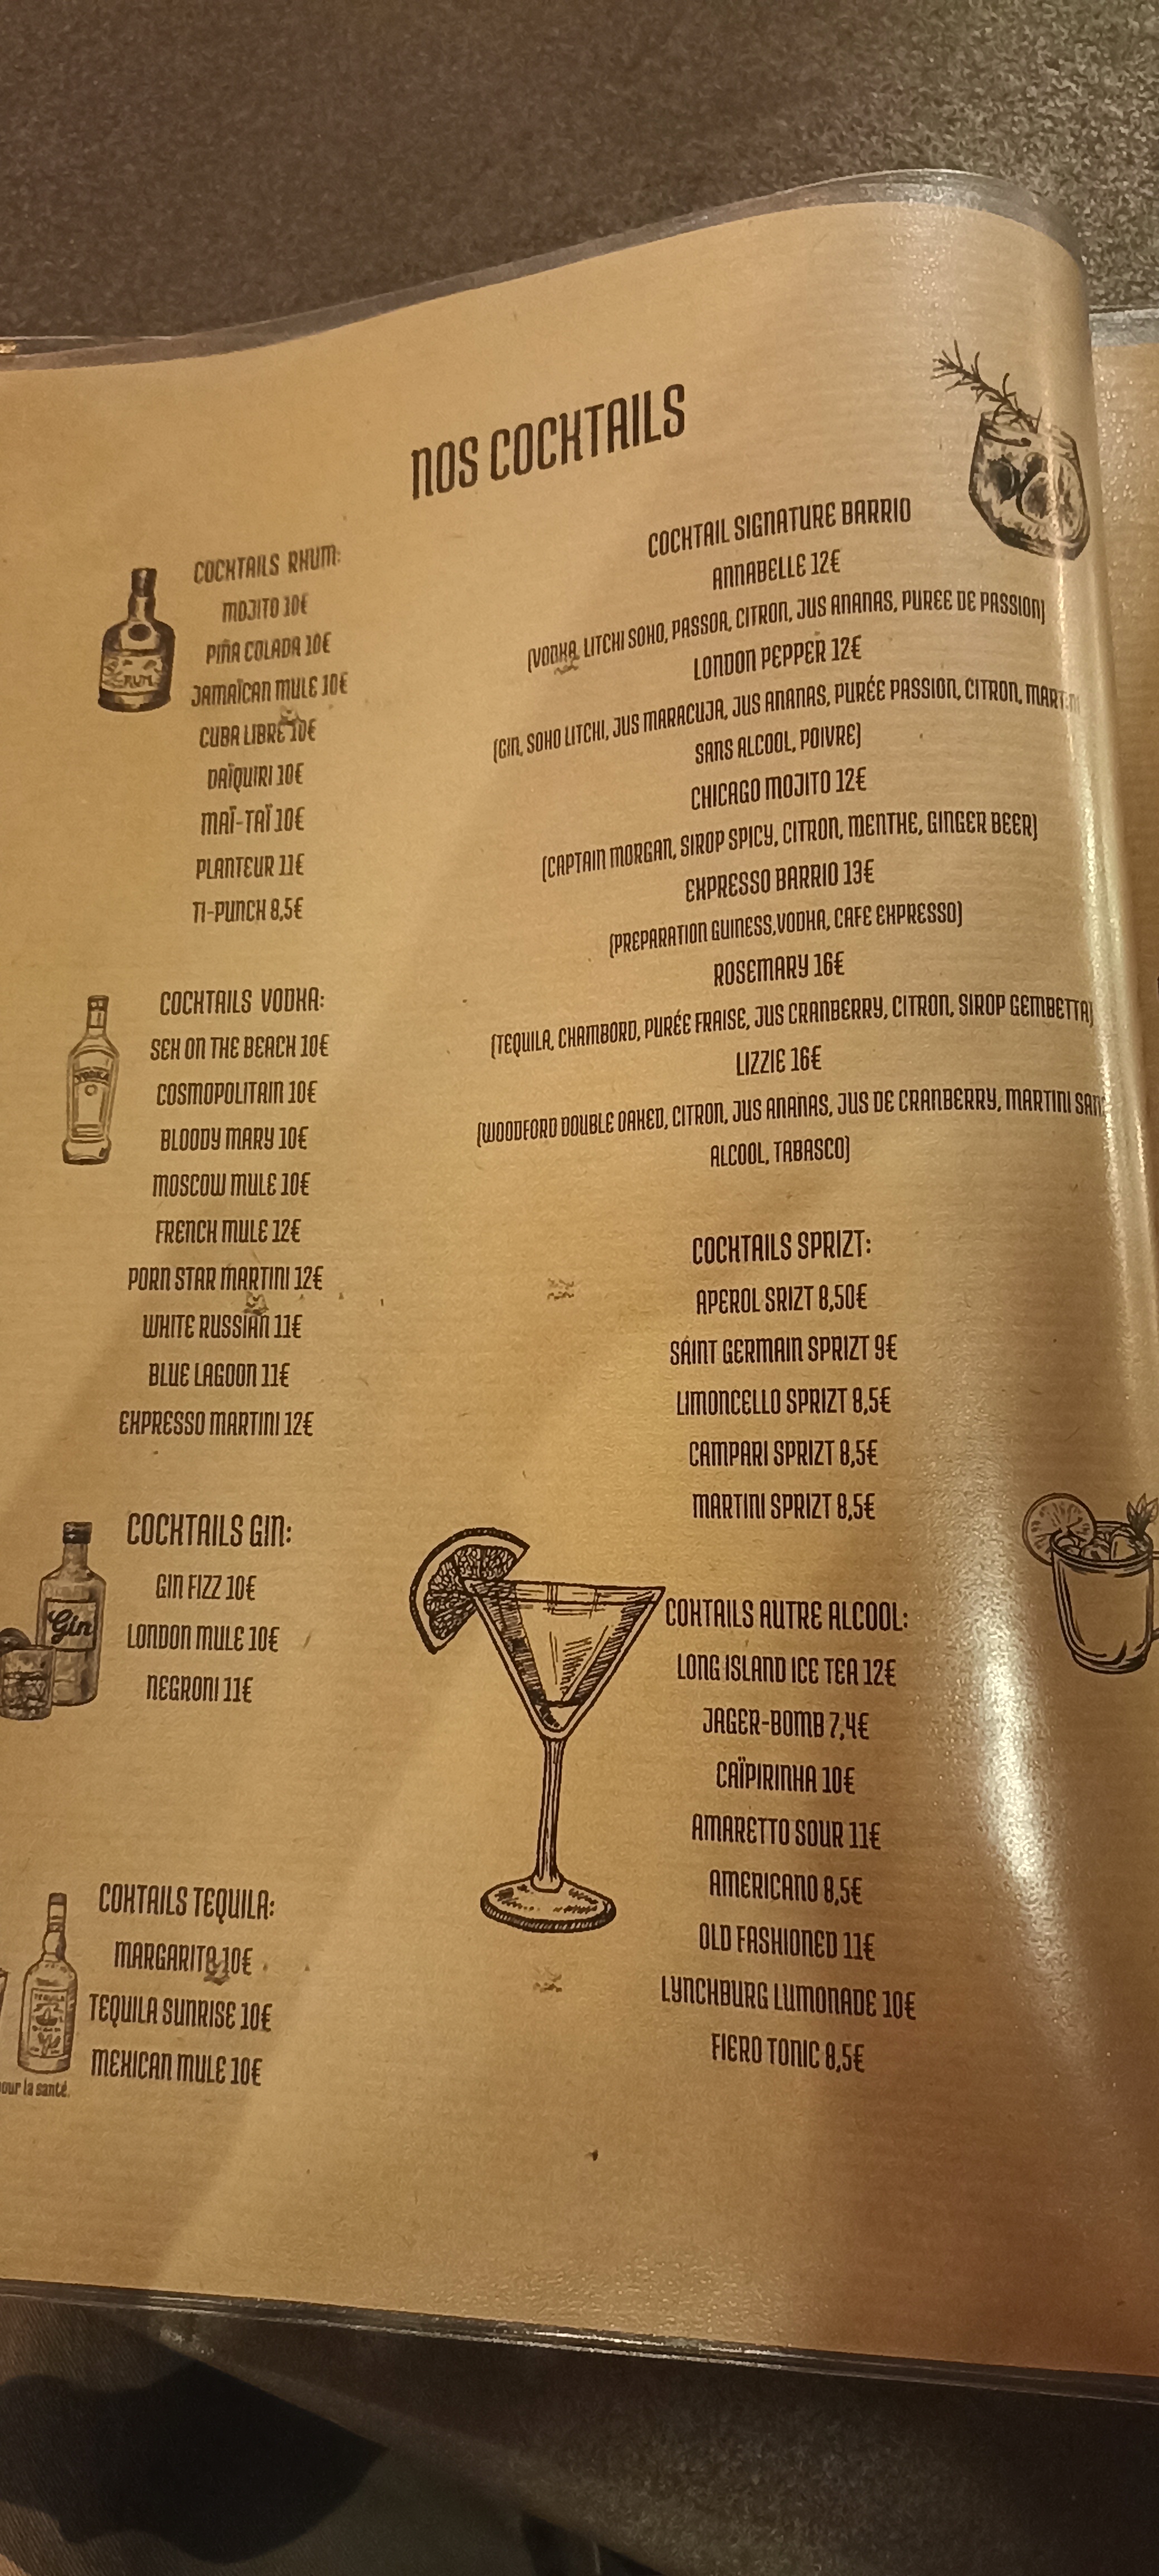 NOS COCKTAILS
COCKTAILS RHUM:
MOJITO 10€
PIÑA COLADA 10€
JAMAÏCAN MULE 10€
CUBA LIBRE 10€
DAÏQUIRI 10€
MAÏ-TAÏ 10€
PLANTEUR 11€
TI-PUNCH 8,5€
RUM
COCKTAILS VODKA:
SEX ON THE BEACH 10€
COSMOPOLITAIN 10€
BLOODY MARY 10€
MOSCOW MULE 10€
FRENCH MULE 12€
PORN STAR MARTINI 12€
WHITE RUSSIAN 11€
BLUE LAGOON 11€
EXPRESSO MARTINI 12€
VODKA
COCKTAILS GIN:
GIN FIZZ 10€
LONDON MULE 10€
NEGRONI 11€
Gin
COKTAILS TEQUILA:
MARGARITA 10€
TEQUILA SUNRISE 10€
MEXICAN MULE 10€
TEQUILA
our la santé.
COCKTAIL SIGNATURE BARRIO
ANNABELLE 12€
(VODKA, LITCHI SOHO, PASSOA, CITRON, JUS ANANAS, PUREE DE PASSION)
LONDON PEPPER 12€
(GIN, SOHO LITCHI, JUS MARACUJA, JUS ANANAS, PURÉE PASSION, CITRON, MARTINI
SANS ALCOOL, POIVRE)
CHICAGO MOJITO 12€
(CAPTAIN MORGAN, SIROP SPICY, CITRON, MENTHE, GINGER BEER)
EXPRESSO BARRIO 13€
(PREPARATION GUINESS,VODKA, CAFE EXPRESSO)
ROSEMARY 16€
(TEQUILA, CHAMBORD, PURÉE FRAISE, JUS CRANBERRY, CITRON, SIROP GEMBETTA)
LIZZIE 16€
(WOODFORD DOUBLE OAKED, CITRON, JUS ANANAS, JUS DE CRANBERRY, MARTINI SANS
ALCOOL, TABASCO)
COCKTAILS SPRIZT:
APEROL SRIZT 8,50€
SAINT GERMAIN SPRIZT 9€
LIMONCELLO SPRIZT 8,5€
CAMPARI SPRIZT 8,5€
MARTINI SPRIZT 8,5€
COKTAILS AUTRE ALCOOL:
LONG ISLAND ICE TEA 12€
JAGER-BOMB 7,4€
CAÏPIRINHA 10€
AMARETTO SOUR 11€
AMERICANO 8,5€
OLD FASHIONED 11€
LYNCHBURG LUMONADE 10€
FIERO TONIC 8,5€